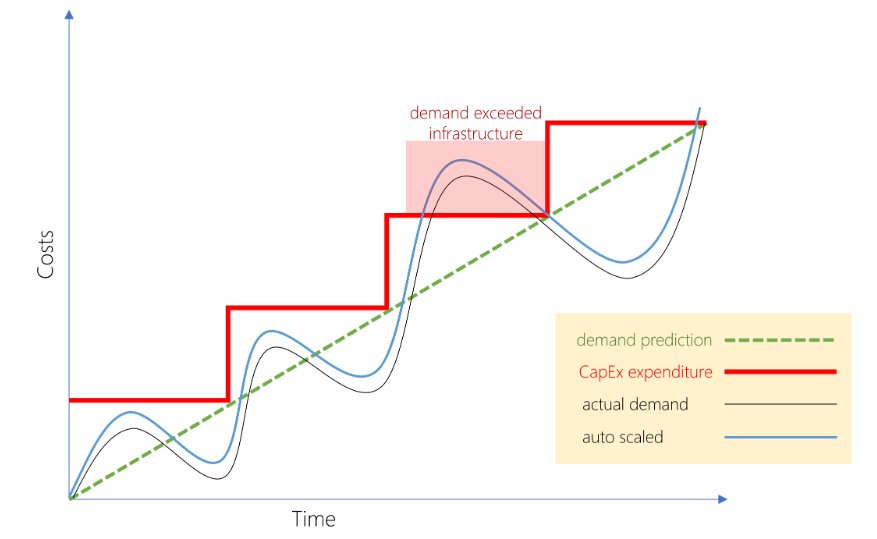 demand exceeded
infrastructure
Costs
demand prediction
CapEx expenditure
actual demand
auto scaled
Time